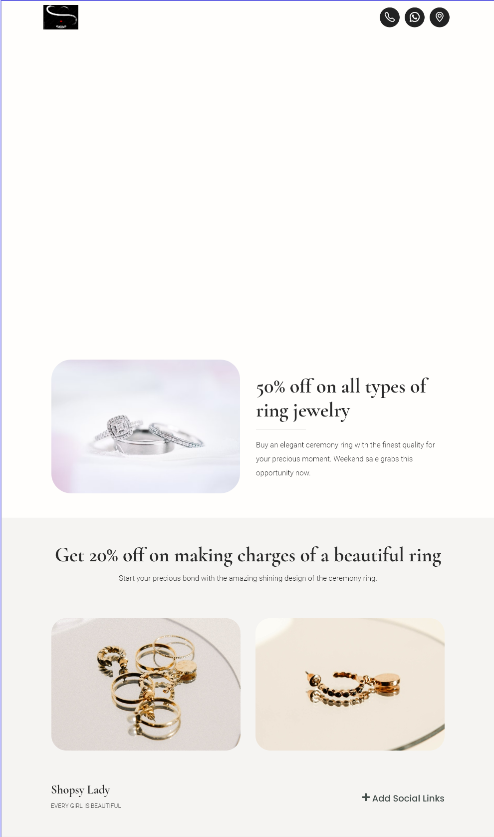 50% off on all types of
ring jewelry
Buy an elegant ceremony ring with the finest quality for
your precious moment. Weekend sale grabs this
opportunity now.
Get 20% off on making charges of a beautiful ring
Start your precious bond with the amazing shining design of the ceremony ring.
Shopsy Lady
EVERY GIRL IS BEAUTIFUL
+ Add Social Links